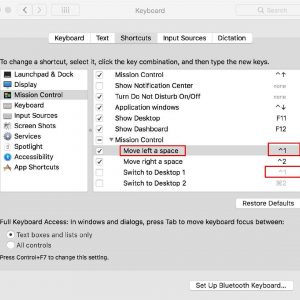 Keyboard
Search
Keyboard Text Shortcuts Input Sources Dictation
To change a shortcut, select it, click the key combination, and then type the new keys.
Launchpad & Dock
Display
Mission Control
Keyboard
Input Sources
Screen Shots
Services
Spotlight
Accessibility
App Shortcuts
Mission Control ^↑
Show Notification Center
Turn Do Not Disturb On/Off
Application windows ^↓
Show Desktop F11
Show Dashboard F12
Mission Control
Move left a space ^1
Move right a space ^2
Switch to Desktop 1 ^1
Switch to Desktop 2 ⌘2
Restore Defaults
Full Keyboard Access: In windows and dialogs, press Tab to move keyboard focus between:
Text boxes and lists only
All controls
Press Control+F7 to change this setting.
Set Up Bluetooth Keyboard...